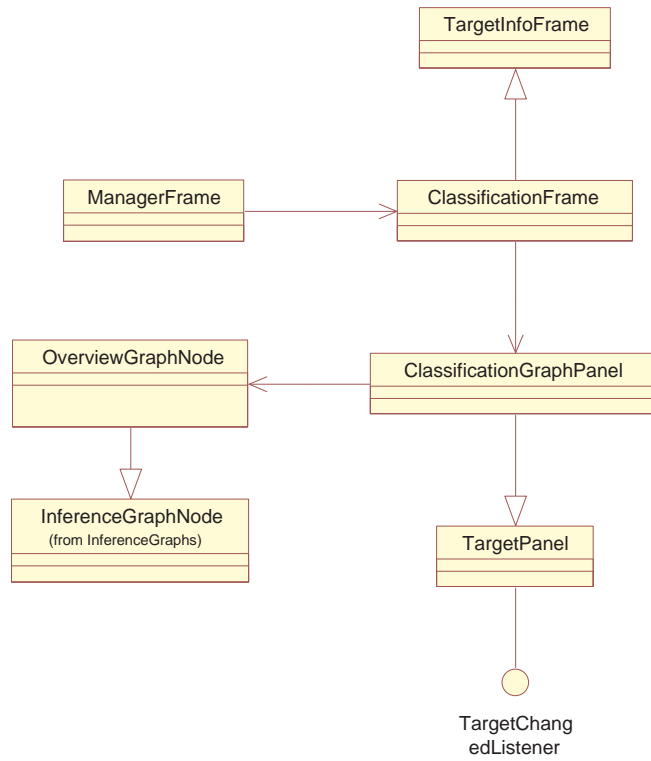 TargetInfoFrame
ManagerFrame
ClassificationFrame
OverviewGraphNode
ClassificationGraphPanel
InferenceGraphNode
(from InferenceGraphs)
TargetPanel
TargetChang
edListener